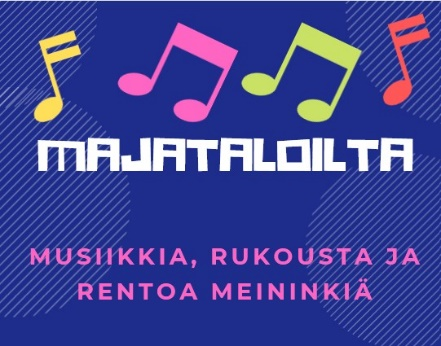 MAJATALOILTA
MUSIIKKIA, RUKOUSTA JA
RENTOA MEININKIÄ